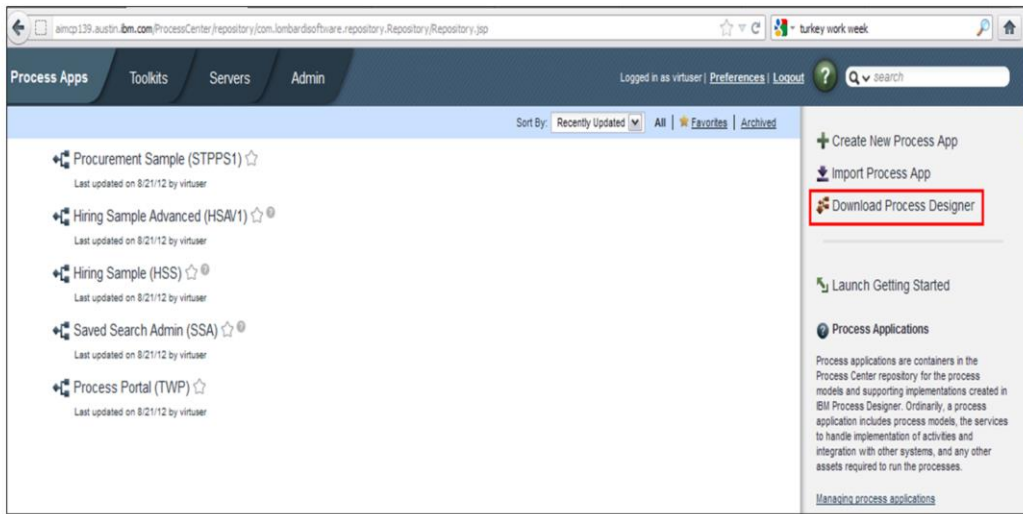 aimcp139.austin.ibm.com/ProcessCenter/repository/com.lombardisoftware.repository.Repository/Repository.jsp
turkey work week
Process Apps
Toolkits
Servers
Admin
Logged in as virtuser | Preferences | Logout
?
search
Sort By: Recently Updated All | Favorites | Archived
Procurement Sample (STPPS1)
Last updated on 8/21/12 by virtuser
Hiring Sample Advanced (HSAV1)
Last updated on 8/21/12 by virtuser
Hiring Sample (HSS)
Last updated on 8/21/12 by virtuser
Saved Search Admin (SSA)
Last updated on 8/21/12 by virtuser
Process Portal (TWP)
Last updated on 8/21/12 by virtuser
Create New Process App
Import Process App
Download Process Designer
Launch Getting Started
Process Applications
Process applications are containers in the
Process Center repository for the process
models and supporting implementations created in
IBM Process Designer. Ordinarily, a process
application includes process models, the services
to handle implementation of activities and
integration with other systems, and any other
assets required to run the processes.
Managing process applications